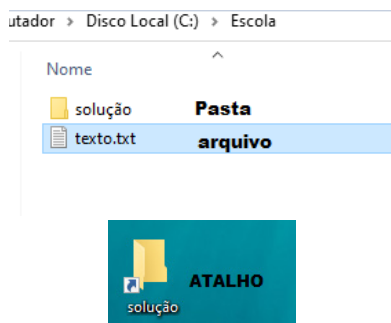 utador > Disco Local (C:) > Escola
Nome
solução Pasta
texto.txt arquivo
ATALHO
solução